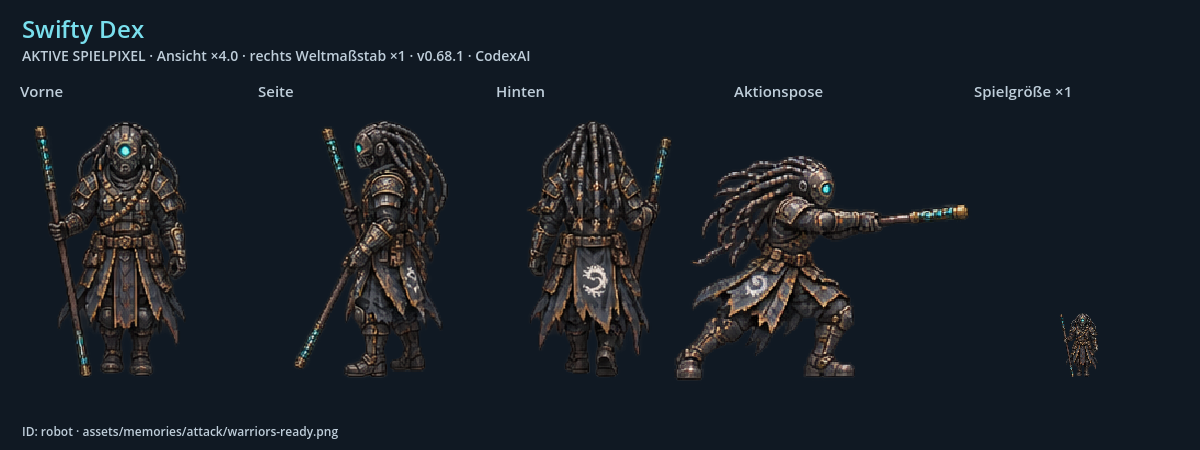 Swifty Dex
AKTIVE SPIELPIXEL · Ansicht ×4.0 · rechts Weltmaßstab ×1 · v0.68.1 · CodexAI
Vorne Seite Hinten Aktionspose Spielgröße ×1
ID: robot · assets/memories/attack/warriors-ready.png